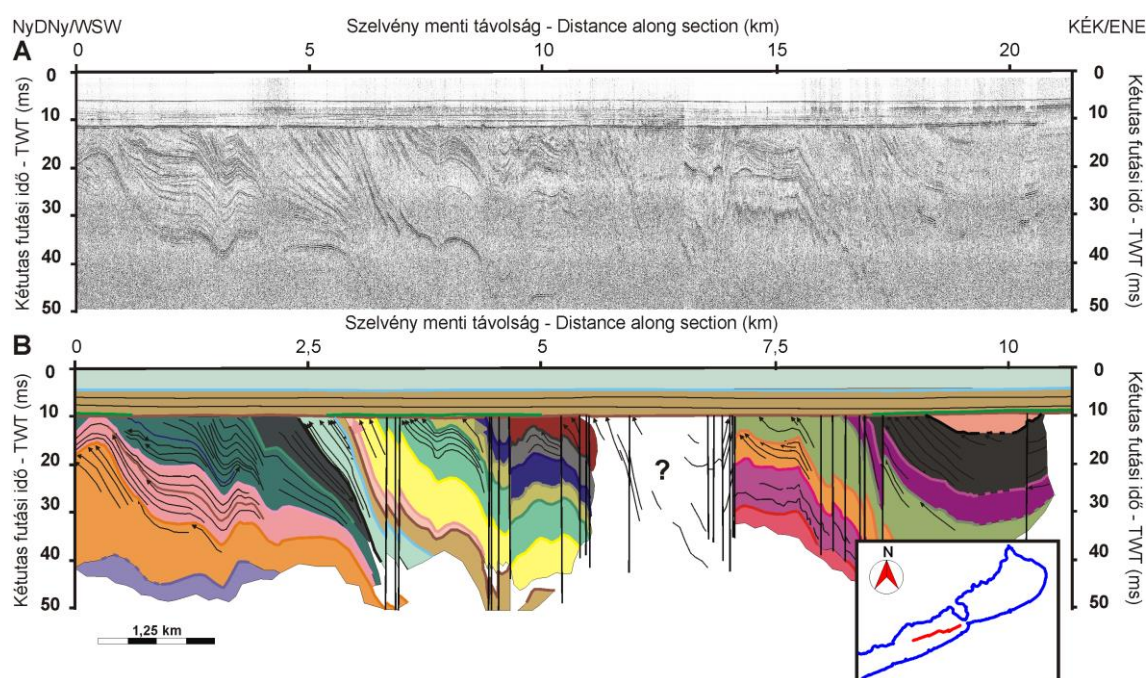 NyDNy/WSW Szelvény menti távolság - Distance along section (km) KÉK/ENE
A 0 5 10 15 20
0 0
10 10
20 20
30 30
40 40
50 50
Kétutas futási idő - TWT (ms)
Kétutas futási idő - TWT (ms)
Szelvény menti távolság - Distance along section (km)
B 0 2,5 5 7,5 10
0 0
10 10
20 20
30 30
40 40
50 50
Kétutas futási idő - TWT (ms)
Kétutas futási idő - TWT (ms)
?
N
1,25 km